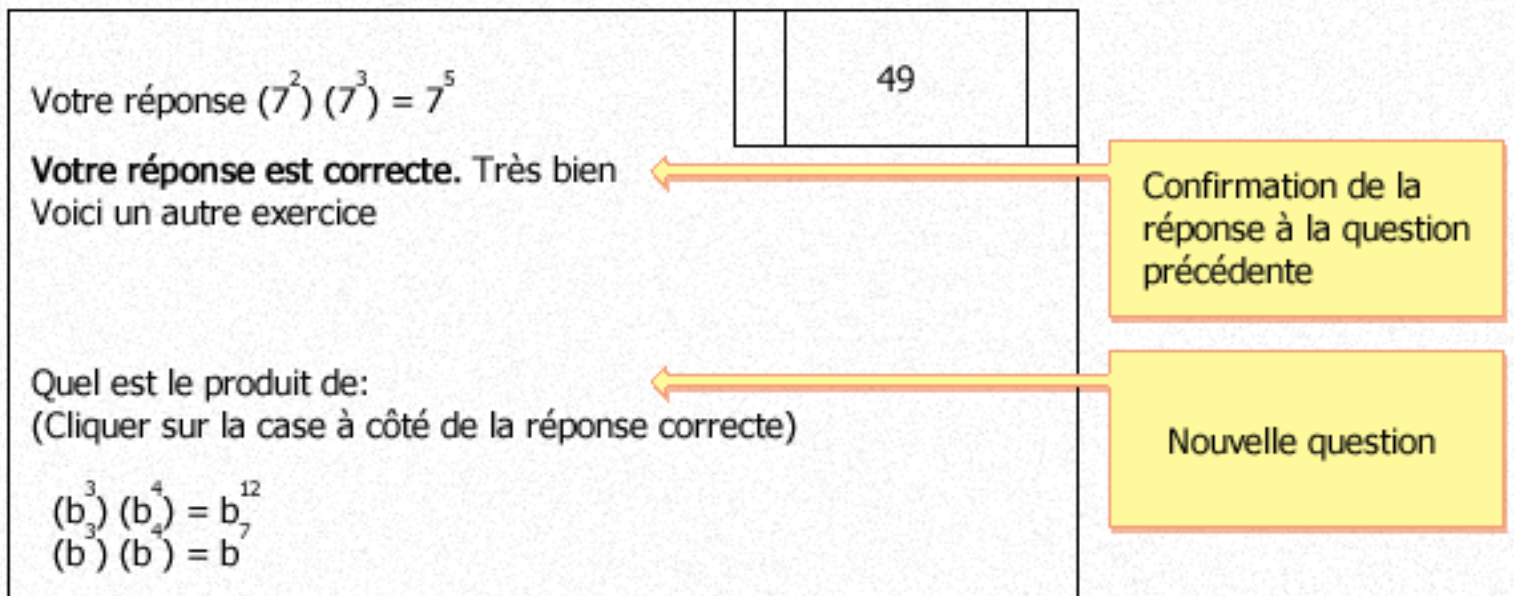 Votre réponse (7²) (7³) = 7⁵
49
Votre réponse est correcte. Très bien
Voici un autre exercice
Confirmation de la
réponse à la question
précédente
Quel est le produit de:
(Cliquer sur la case à côté de la réponse correcte)
Nouvelle question
(b³) (b⁴) = b¹²
(b³) (b⁴) = b⁷